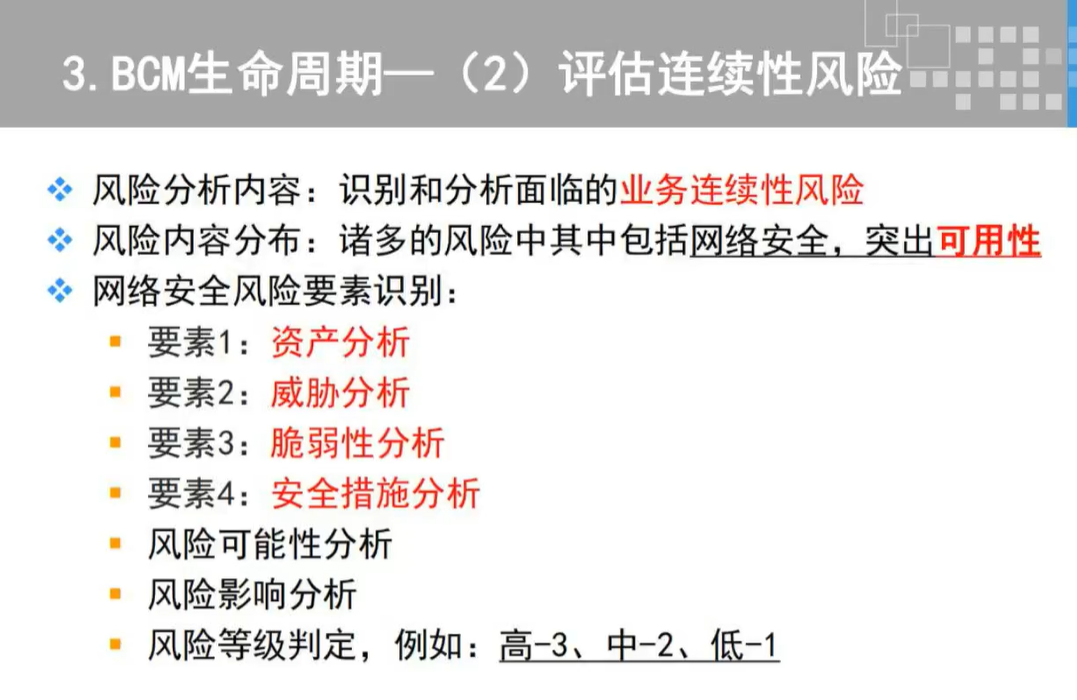 3.BCM生命周期—（2）评估连续性风险
风险分析内容：识别和分析面临的业务连续性风险
风险内容分布：诸多的风险中其中包括网络安全，突出可用性
网络安全风险要素识别：
要素1：资产分析
要素2：威胁分析
要素3：脆弱性分析
要素4：安全措施分析
风险可能性分析
风险影响分析
风险等级判定，例如：高-3、中-2、低-1